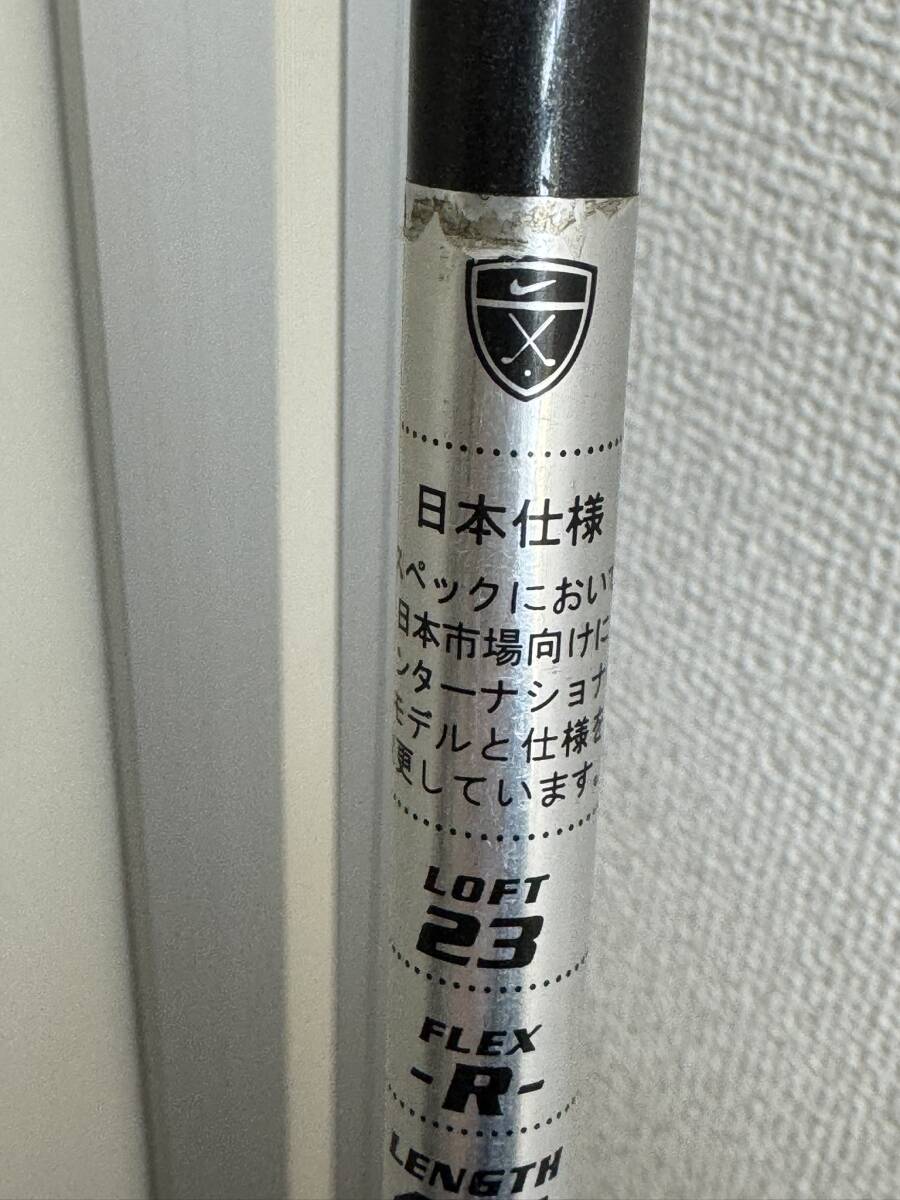 日本仕様
スペックにおいて
日本市場向けに
ンターナショナ
モデルと仕様を
更しています。
LOFT
23
FLEX
-R-
LENGTH